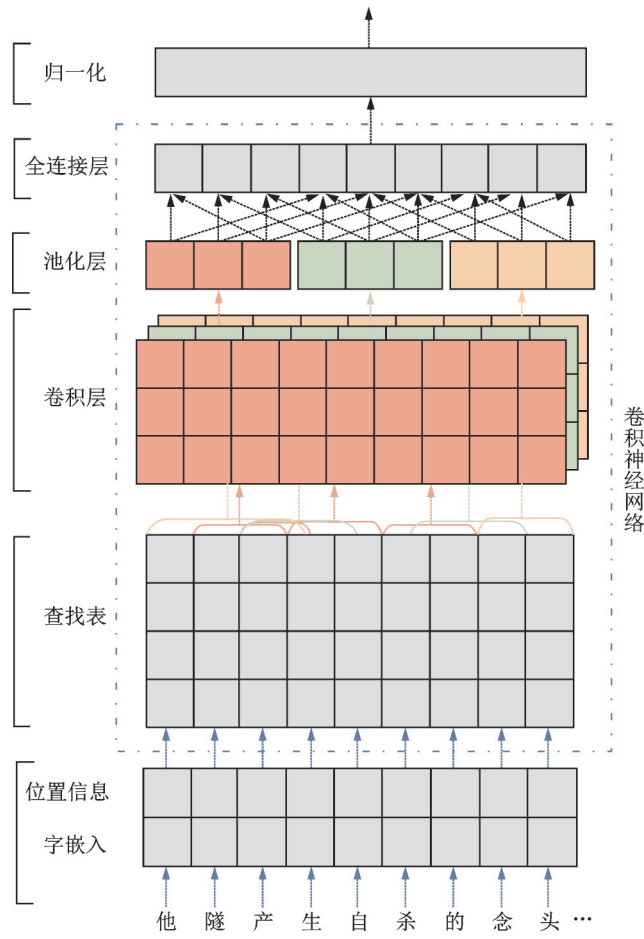 归一化
全连接层
池化层
卷积层
卷积神经网络
查找表
位置信息
字嵌入
他 隧 产 生 自 杀 的 念 头 …